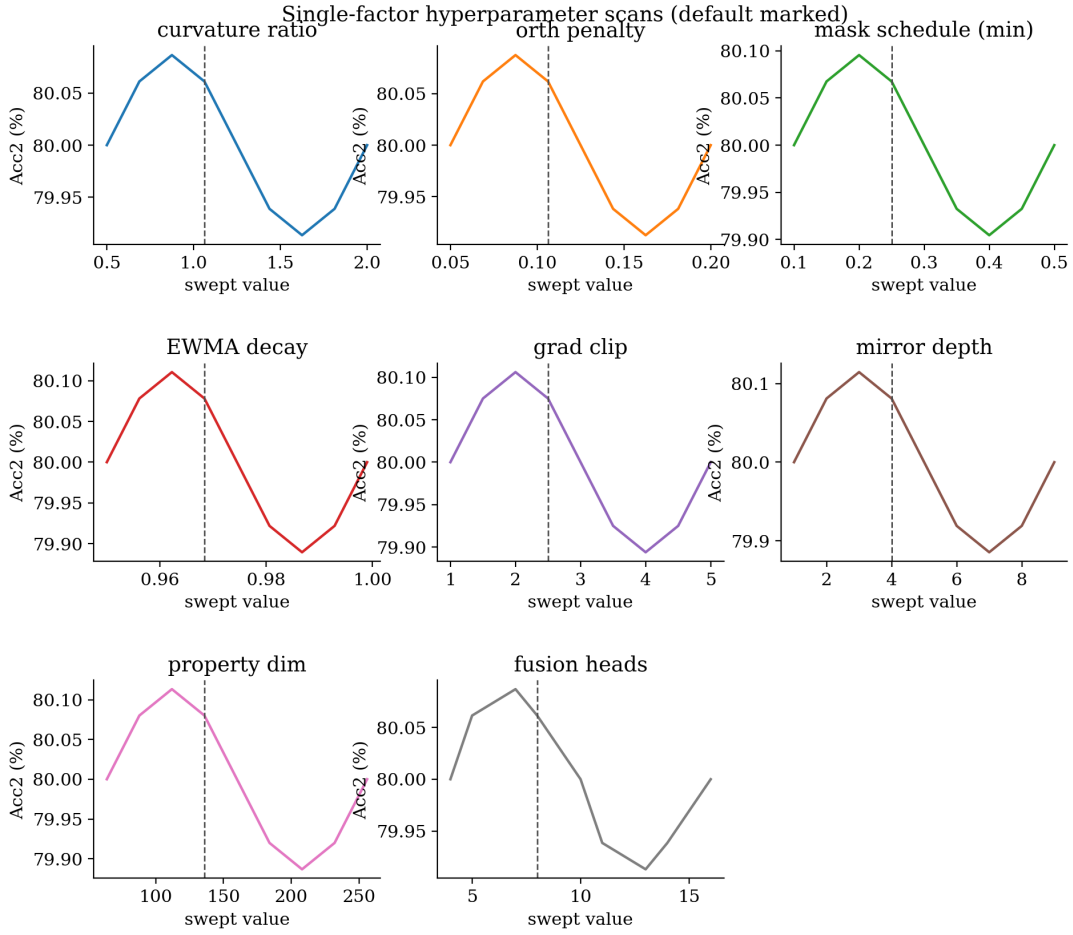 Single-factor hyperparameter scans (default marked)
curvature ratio
Acc2 (%)
80.05
80.00
79.95
0.5 1.0 1.5 2.0
swept value
orth penalty
Acc2 (%)
80.05
80.00
79.95
0.05 0.10 0.15 0.20
swept value
mask schedule (min)
Acc2 (%)
80.10
80.05
80.00
79.95
79.90
0.1 0.2 0.3 0.4 0.5
swept value
EWMA decay
Acc2 (%)
80.10
80.05
80.00
79.95
79.90
0.96 0.98 1.00
swept value
grad clip
Acc2 (%)
80.10
80.05
80.00
79.95
79.90
1 2 3 4 5
swept value
mirror depth
Acc2 (%)
80.1
80.0
79.9
2 4 6 8
swept value
property dim
Acc2 (%)
80.10
80.05
80.00
79.95
79.90
100 150 200 250
swept value
fusion heads
Acc2 (%)
80.05
80.00
79.95
5 10 15
swept value